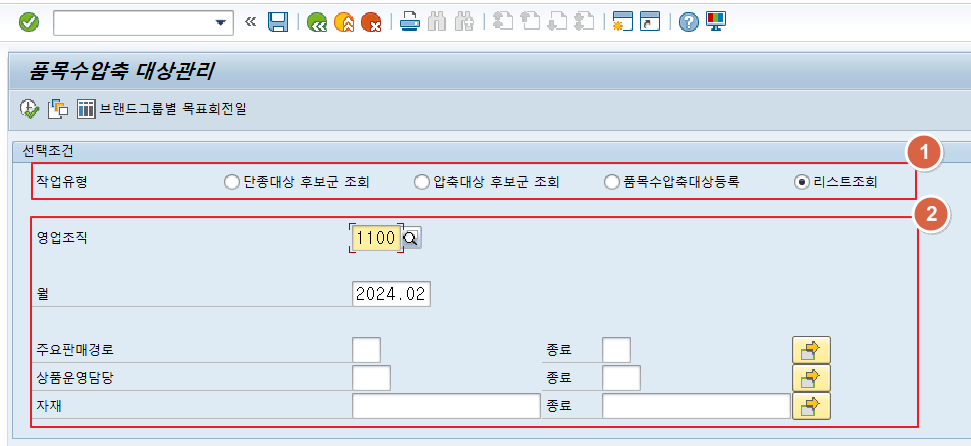 품목수압축 대상관리
브랜드그룹별 목표회전일
선택조건
1
작업유형 단종대상 후보군 조회 압축대상 후보군 조회 품목수압축대상등록 리스트조회
2
영업조직 1100
월 2024.02
주요판매경로 종료
상품운영담당 종료
자재 종료